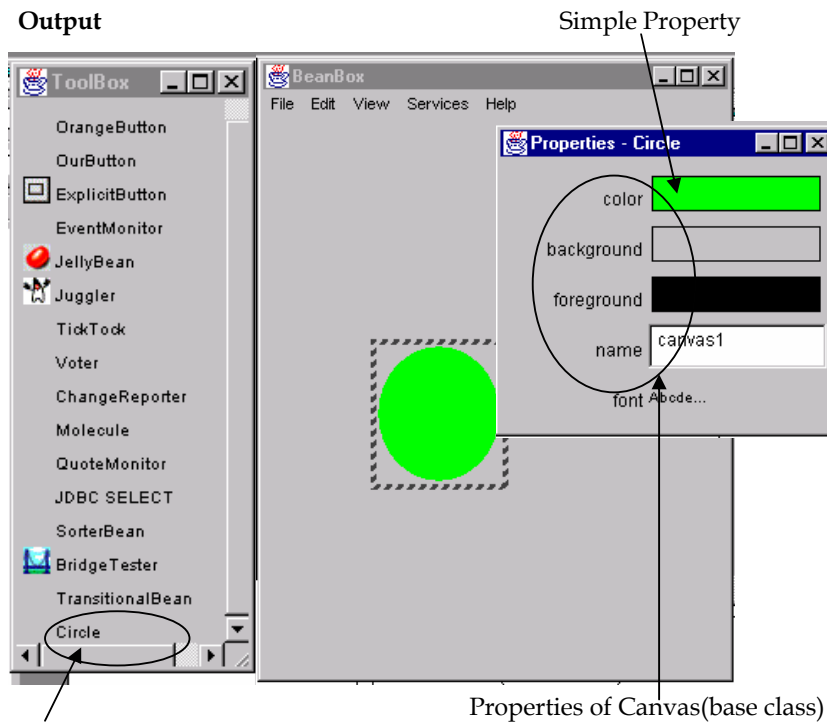 Output
Simple Property
ToolBox
OrangeButton
OurButton
ExplicitButton
EventMonitor
JellyBean
Juggler
TickTock
Voter
ChangeReporter
Molecule
QuoteMonitor
JDBC SELECT
SorterBean
BridgeTester
TransitionalBean
Circle
BeanBox
File Edit View Services Help
Properties - Circle
color
background
foreground
name canvas1
font Abcde...
Properties of Canvas(base class)